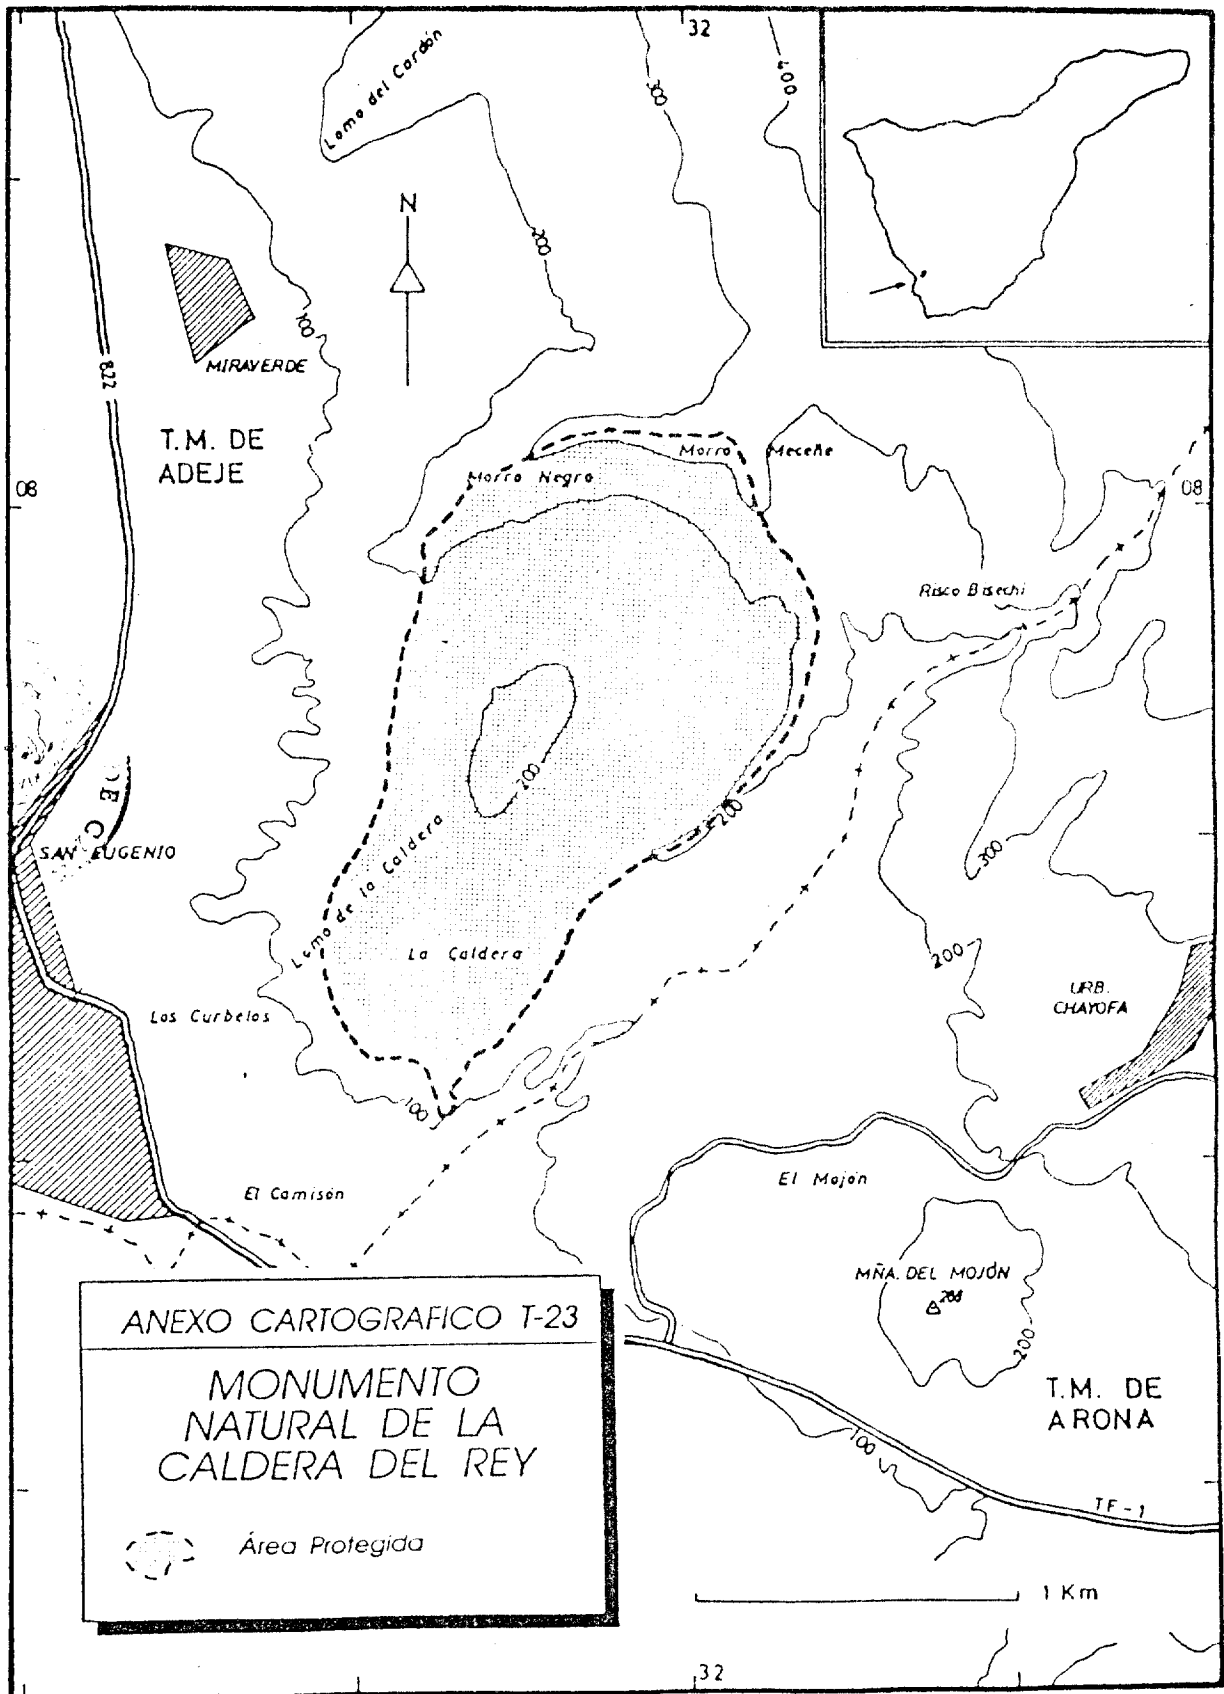 32
Lomo del Cardón
300
400
N
200
100
MIRAVERDE
822
T.M. DE
ADEJE
Morro Meceñe
Morro Negro
08
08
Risco Bisechi
200
200
DE C
SAN EUGENIO
300
Lomo de la Caldera
La Caldera
200
URB.
CHAYOFA
Los Curbelos
100
El Camisón
El Mojón
MÑA. DEL MOJÓN
200
T.M. DE
ARONA
100
TF-1
ANEXO CARTOGRAFICO T-23
MONUMENTO
NATURAL DE LA
CALDERA DEL REY
Área Protegida
1 Km
32